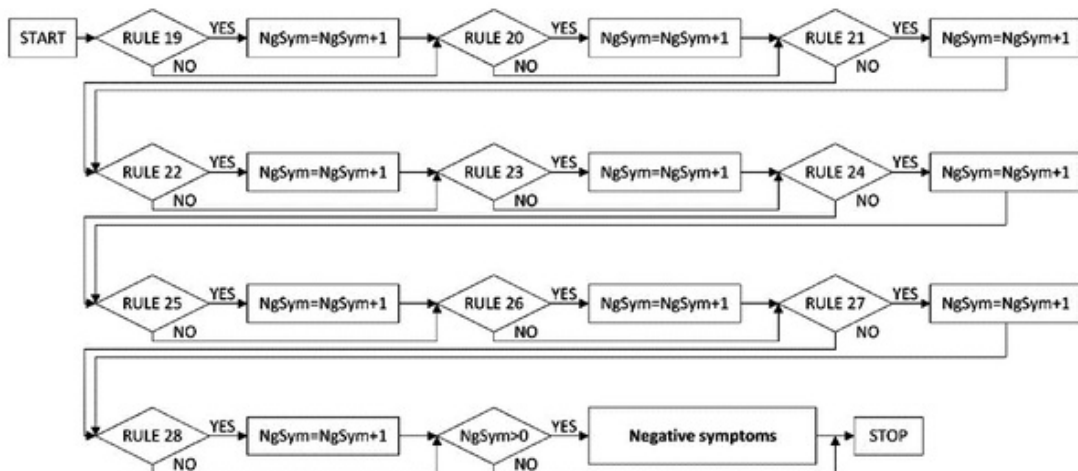 START RULE 19 YES NgSym=NgSym+1 RULE 20 YES NgSym=NgSym+1 RULE 21 YES NgSym=NgSym+1
NO NO NO
RULE 22 YES NgSym=NgSym+1 RULE 23 YES NgSym=NgSym+1 RULE 24 YES NgSym=NgSym+1
NO NO NO
RULE 25 YES NgSym=NgSym+1 RULE 26 YES NgSym=NgSym+1 RULE 27 YES NgSym=NgSym+1
NO NO NO
RULE 28 YES NgSym=NgSym+1 NgSym>0 YES Negative symptoms STOP
NO NO